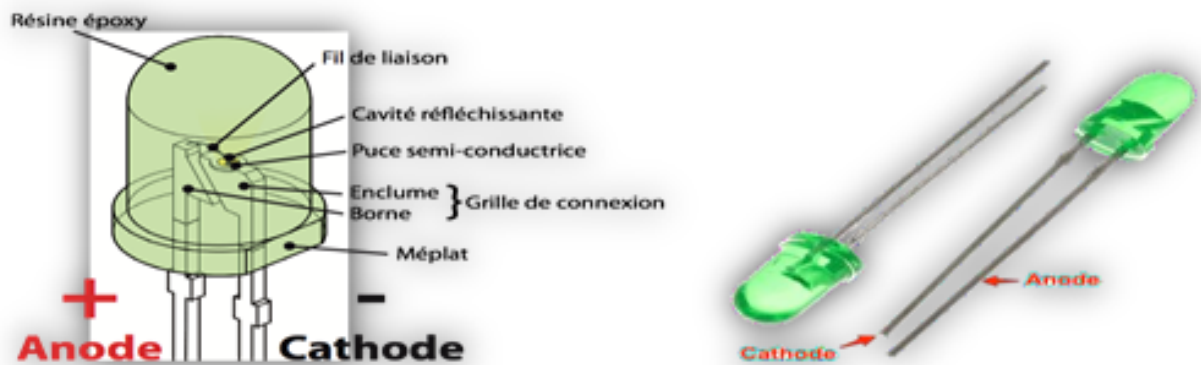 Résine époxy
Fil de liaison
Cavité réfléchissante
Puce semi-conductrice
Enclume
Borne
} Grille de connexion
Méplat
+
-
Anode
Cathode
Anode
Cathode